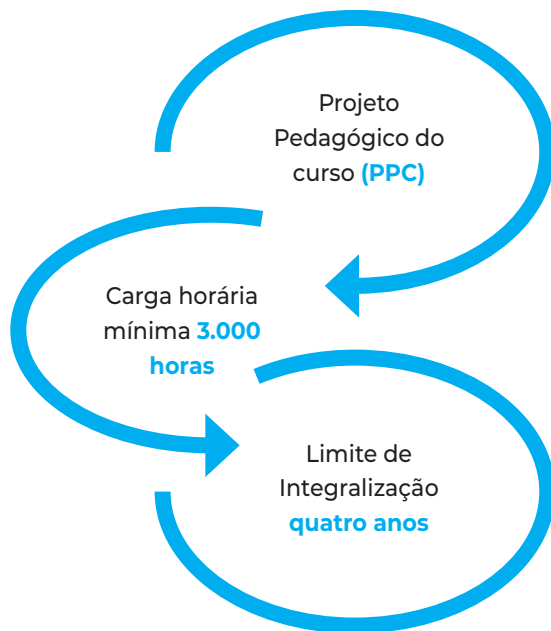 Projeto
Pedagógico do
curso (PPC)
Carga horária
mínima 3.000
horas
Limite de
Integralização
quatro anos